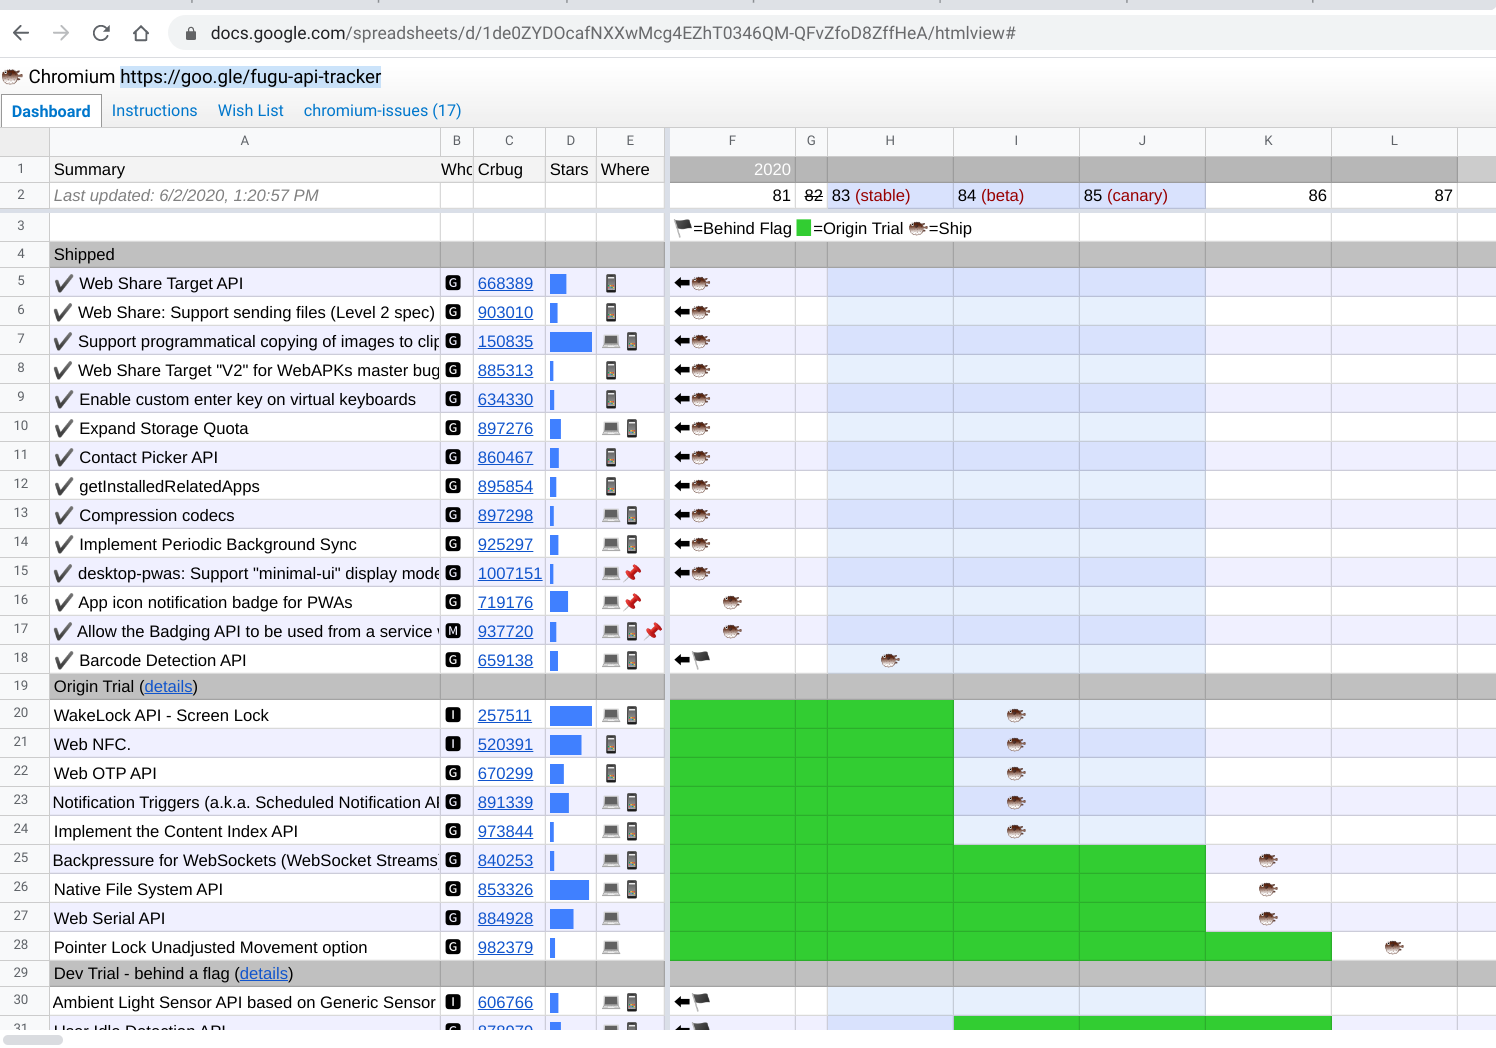 docs.google.com/spreadsheets/d/1de0ZYDOcafNXXwMcg4EZhT0346QM-QFvZfoD8ZffHeA/htmlview#
Chromium https://goo.gle/fugu-api-tracker
Dashboard Instructions Wish List chromium-issues (17)
A B C D E F G H I J K L
1 Summary Who Crbug Stars Where 2020
2 Last updated: 6/2/2020, 1:20:57 PM 81 82 83 (stable) 84 (beta) 85 (canary) 86 87
3 =Behind Flag =Origin Trial =Ship
4 Shipped
5 ✔ Web Share Target API G 668389
6 ✔ Web Share: Support sending files (Level 2 spec) G 903010
7 ✔ Support programmatical copying of images to clip G 150835
8 ✔ Web Share Target "V2" for WebAPKs master bug G 885313
9 ✔ Enable custom enter key on virtual keyboards G 634330
10 ✔ Expand Storage Quota G 897276
11 ✔ Contact Picker API G 860467
12 ✔ getInstalledRelatedApps G 895854
13 ✔ Compression codecs G 897298
14 ✔ Implement Periodic Background Sync G 925297
15 ✔ desktop-pwas: Support "minimal-ui" display mode G 1007151
16 ✔ App icon notification badge for PWAs G 719176
17 ✔ Allow the Badging API to be used from a service M 937720
18 ✔ Barcode Detection API G 659138
19 Origin Trial (details)
20 WakeLock API - Screen Lock I 257511
21 Web NFC. I 520391
22 Web OTP API G 670299
23 Notification Triggers (a.k.a. Scheduled Notification AP G 891339
24 Implement the Content Index API G 973844
25 Backpressure for WebSockets (WebSocket Streams) G 840253
26 Native File System API G 853326
27 Web Serial API G 884928
28 Pointer Lock Unadjusted Movement option G 982379
29 Dev Trial - behind a flag (details)
30 Ambient Light Sensor API based on Generic Sensor I 606766
31 User Idle Detection API G 878979